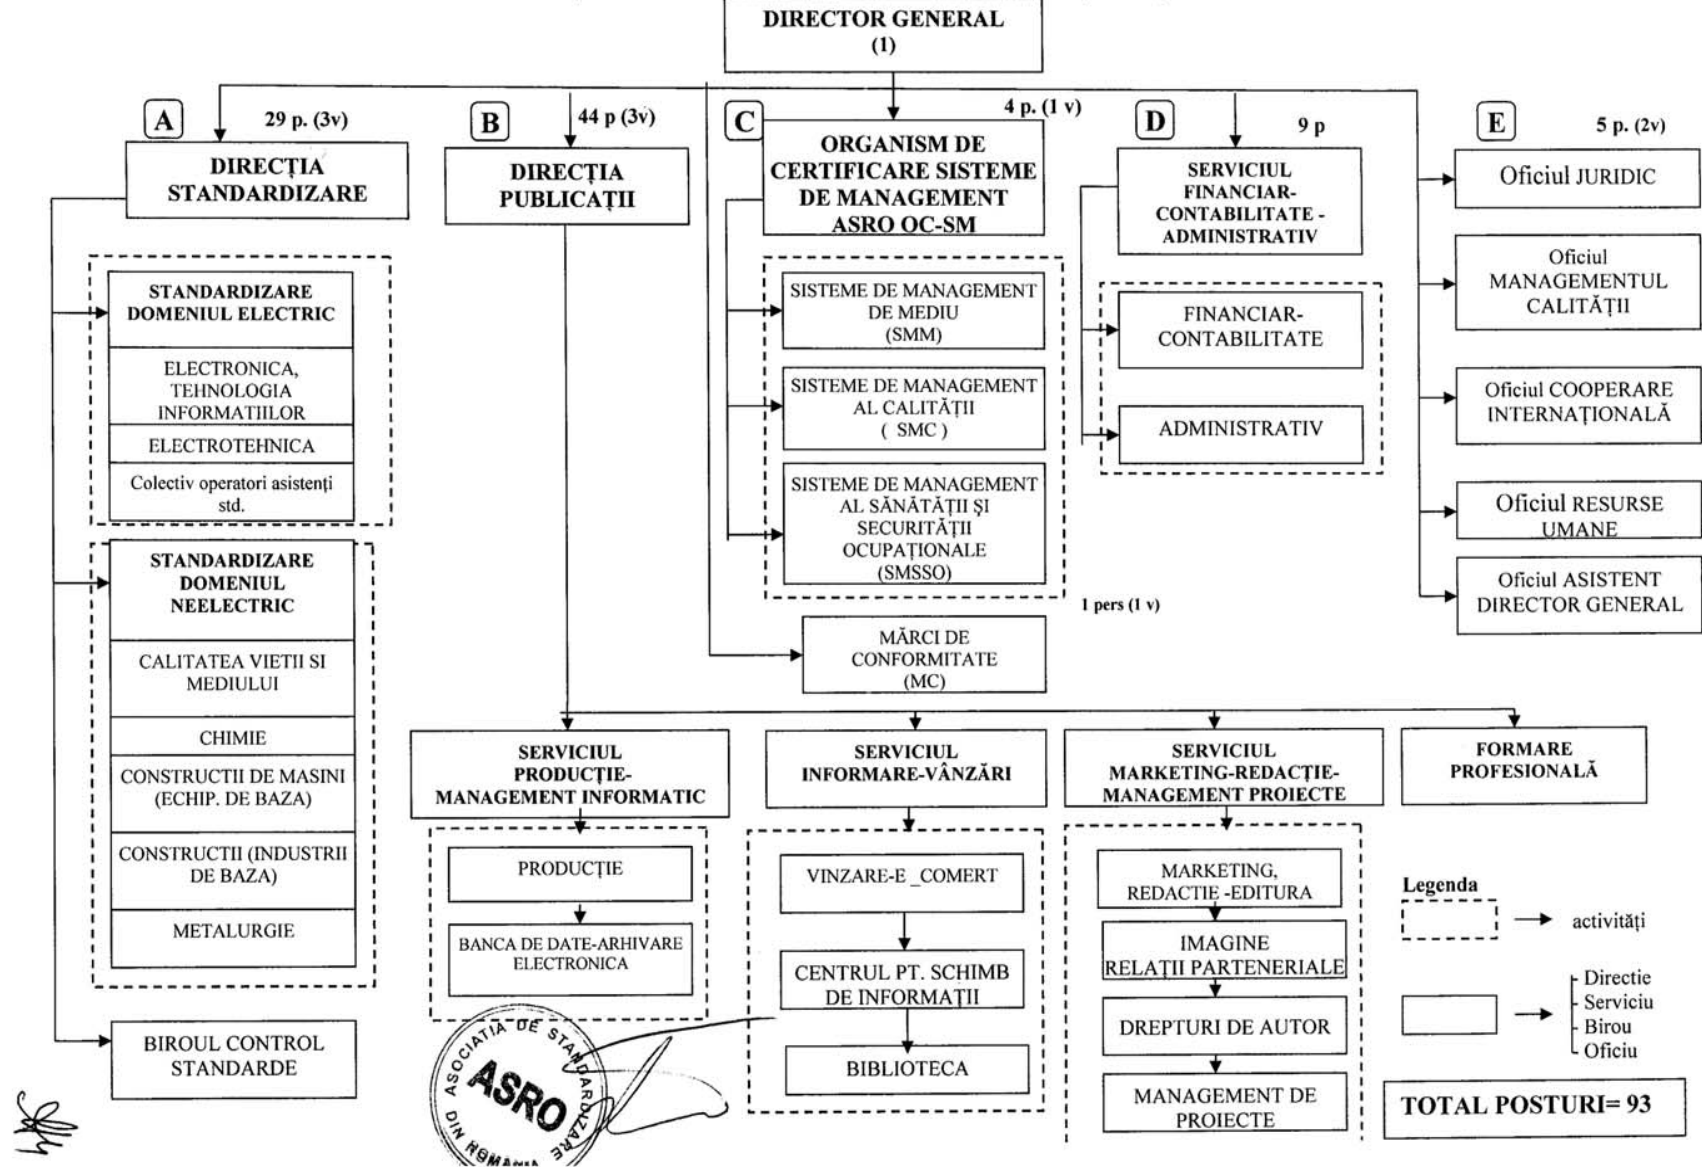 DIRECTOR GENERAL
(1)
A
29 p. (3v)
DIRECȚIA
STANDARDIZARE
STANDARDIZARE
DOMENIUL ELECTRIC
ELECTRONICA,
TEHNOLOGIA
INFORMATIILOR
ELECTROTEHNICA
Colectiv operatori asistenți
std.
STANDARDIZARE
DOMENIUL
NEELECTRIC
CALITATEA VIETII SI
MEDIULUI
CHIMIE
CONSTRUCTII DE MASINI
(ECHIP. DE BAZA)
CONSTRUCTII (INDUSTRII
DE BAZA)
METALURGIE
BIROUL CONTROL
STANDARDE
B
44 p (3v)
DIRECȚIA
PUBLICAȚII
C
4 p. (1 v)
ORGANISM DE
CERTIFICARE SISTEME
DE MANAGEMENT
ASRO OC-SM
SISTEME DE MANAGEMENT
DE MEDIU
(SMM)
SISTEME DE MANAGEMENT
AL CALITĂȚII
( SMC )
SISTEME DE MANAGEMENT
AL SĂNĂTĂȚII ȘI
SECURITĂȚII
OCUPAȚIONALE
(SMSSO)
1 pers (1 v)
MĂRCI DE
CONFORMITATE
(MC)
D
9 p
SERVICIUL
FINANCIAR-
CONTABILITATE -
ADMINISTRATIV
FINANCIAR-
CONTABILITATE
ADMINISTRATIV
E
5 p. (2v)
Oficiul JURIDIC
Oficiul
MANAGEMENTUL
CALITĂȚII
Oficiul COOPERARE
INTERNAȚIONALĂ
Oficiul RESURSE
UMANE
Oficiul ASISTENT
DIRECTOR GENERAL
SERVICIUL
PRODUCȚIE-
MANAGEMENT INFORMATIC
PRODUCȚIE
BANCA DE DATE-ARHIVARE
ELECTRONICA
SERVICIUL
INFORMARE-VÂNZĂRI
VINZARE-E _COMERT
CENTRUL PT. SCHIMB
DE INFORMAȚII
BIBLIOTECA
SERVICIUL
MARKETING-REDACȚIE-
MANAGEMENT PROIECTE
MARKETING,
REDACTIE -EDITURA
IMAGINE
RELAȚII PARTENERIALE
DREPTURI DE AUTOR
MANAGEMENT DE
PROIECTE
FORMARE
PROFESIONALĂ
Legenda
activități
Directie
Serviciu
Birou
Oficiu
TOTAL POSTURI= 93
ASOCIATIA DE STANDARDIZARE DIN ROMANIA
ASRO